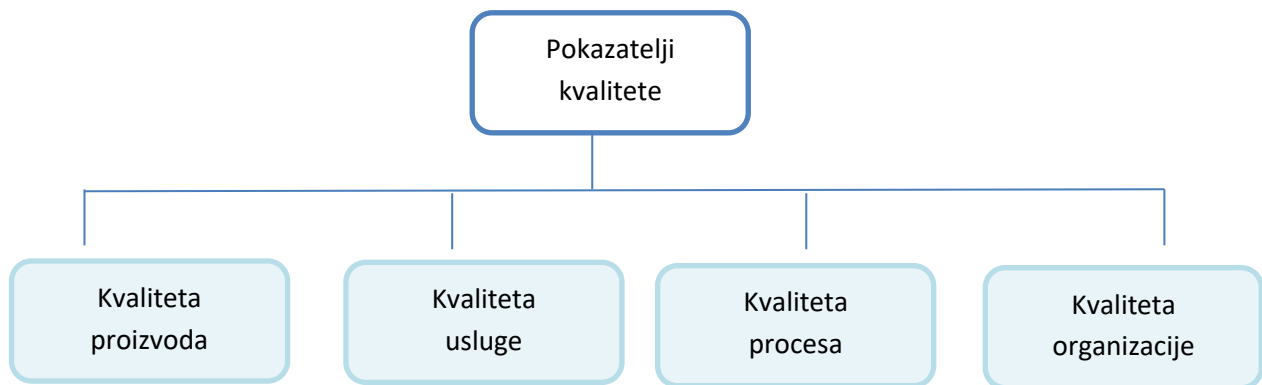 Pokazatelji
kvalitete
Kvaliteta
proizvoda
Kvaliteta
usluge
Kvaliteta
procesa
Kvaliteta
organizacije